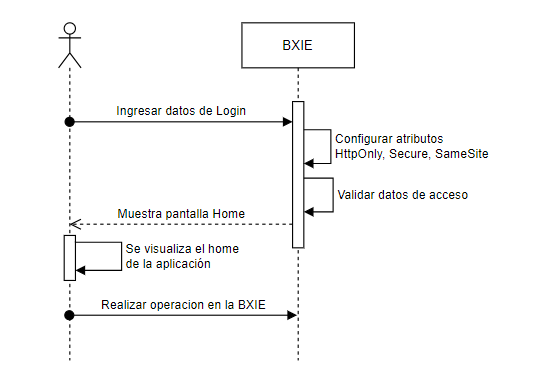 BXIE
Ingresar datos de Login
Configurar atributos
HttpOnly, Secure, SameSite
Validar datos de acceso
Muestra pantalla Home
Se visualiza el home
de la aplicación
Realizar operacion en la BXIE